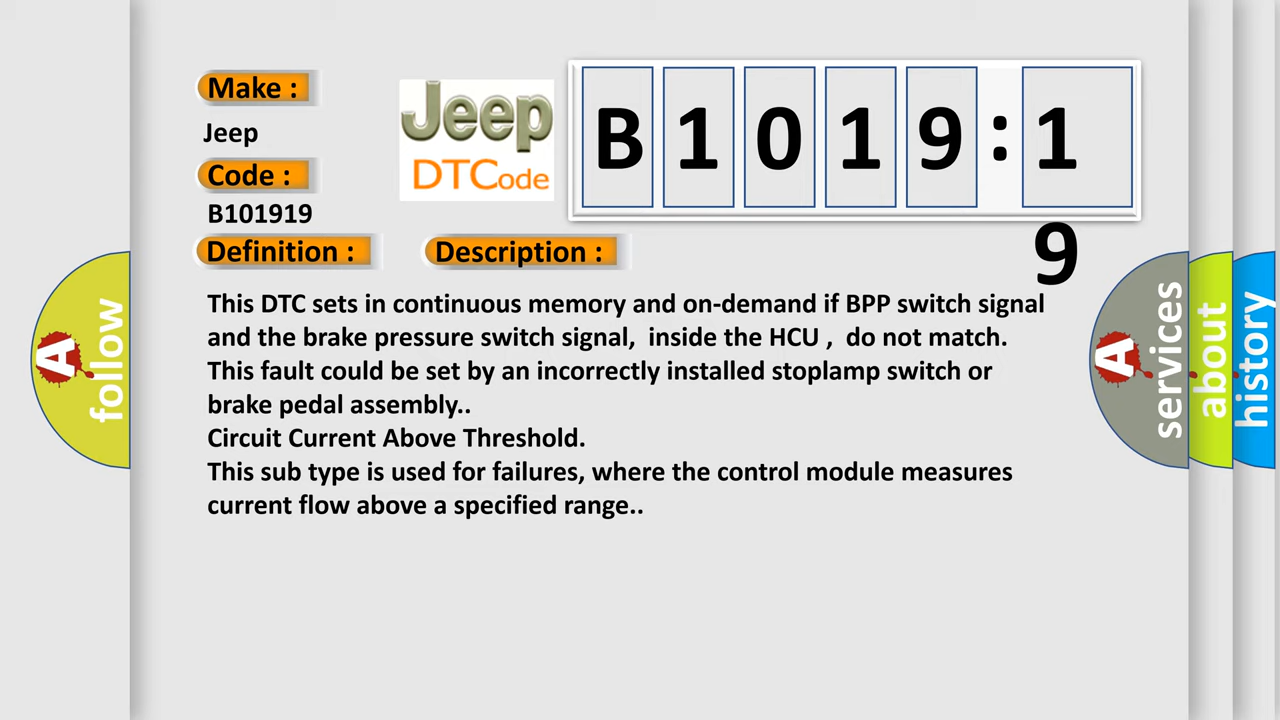 Make :
Jeep
Code :
B101919
Definition :
Description :
Jeep
DTCode
B 1 0 1 9 : 1
9
This DTC sets in continuous memory and on-demand if BPP switch signal
and the brake pressure switch signal, inside the HCU , do not match.
This fault could be set by an incorrectly installed stoplamp switch or
brake pedal assembly..
Circuit Current Above Threshold.
This sub type is used for failures, where the control module measures
current flow above a specified range..
A
follow
A
services
about
history